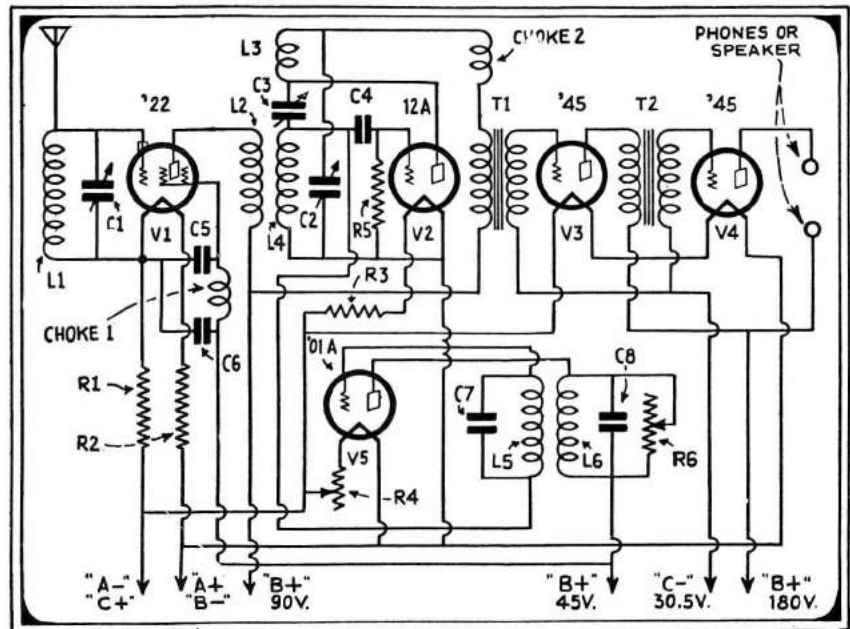 L3
CHOKE 2
PHONES OR
SPEAKER
C3
'22
L2
C4
12A
T1
'45
T2
'45
C1
C2
R5
V1
C5
L4
V2
V3
V4
L1
R3
CHOKE 1
C6
'01A
C8
R1
C7
R2
L5
L6
R6
V5
R4
"A-"
"C+"
"A+
"B-"
"B+"
90V.
"B+"
45V.
"C-"
30.5V.
"B+"
180V.